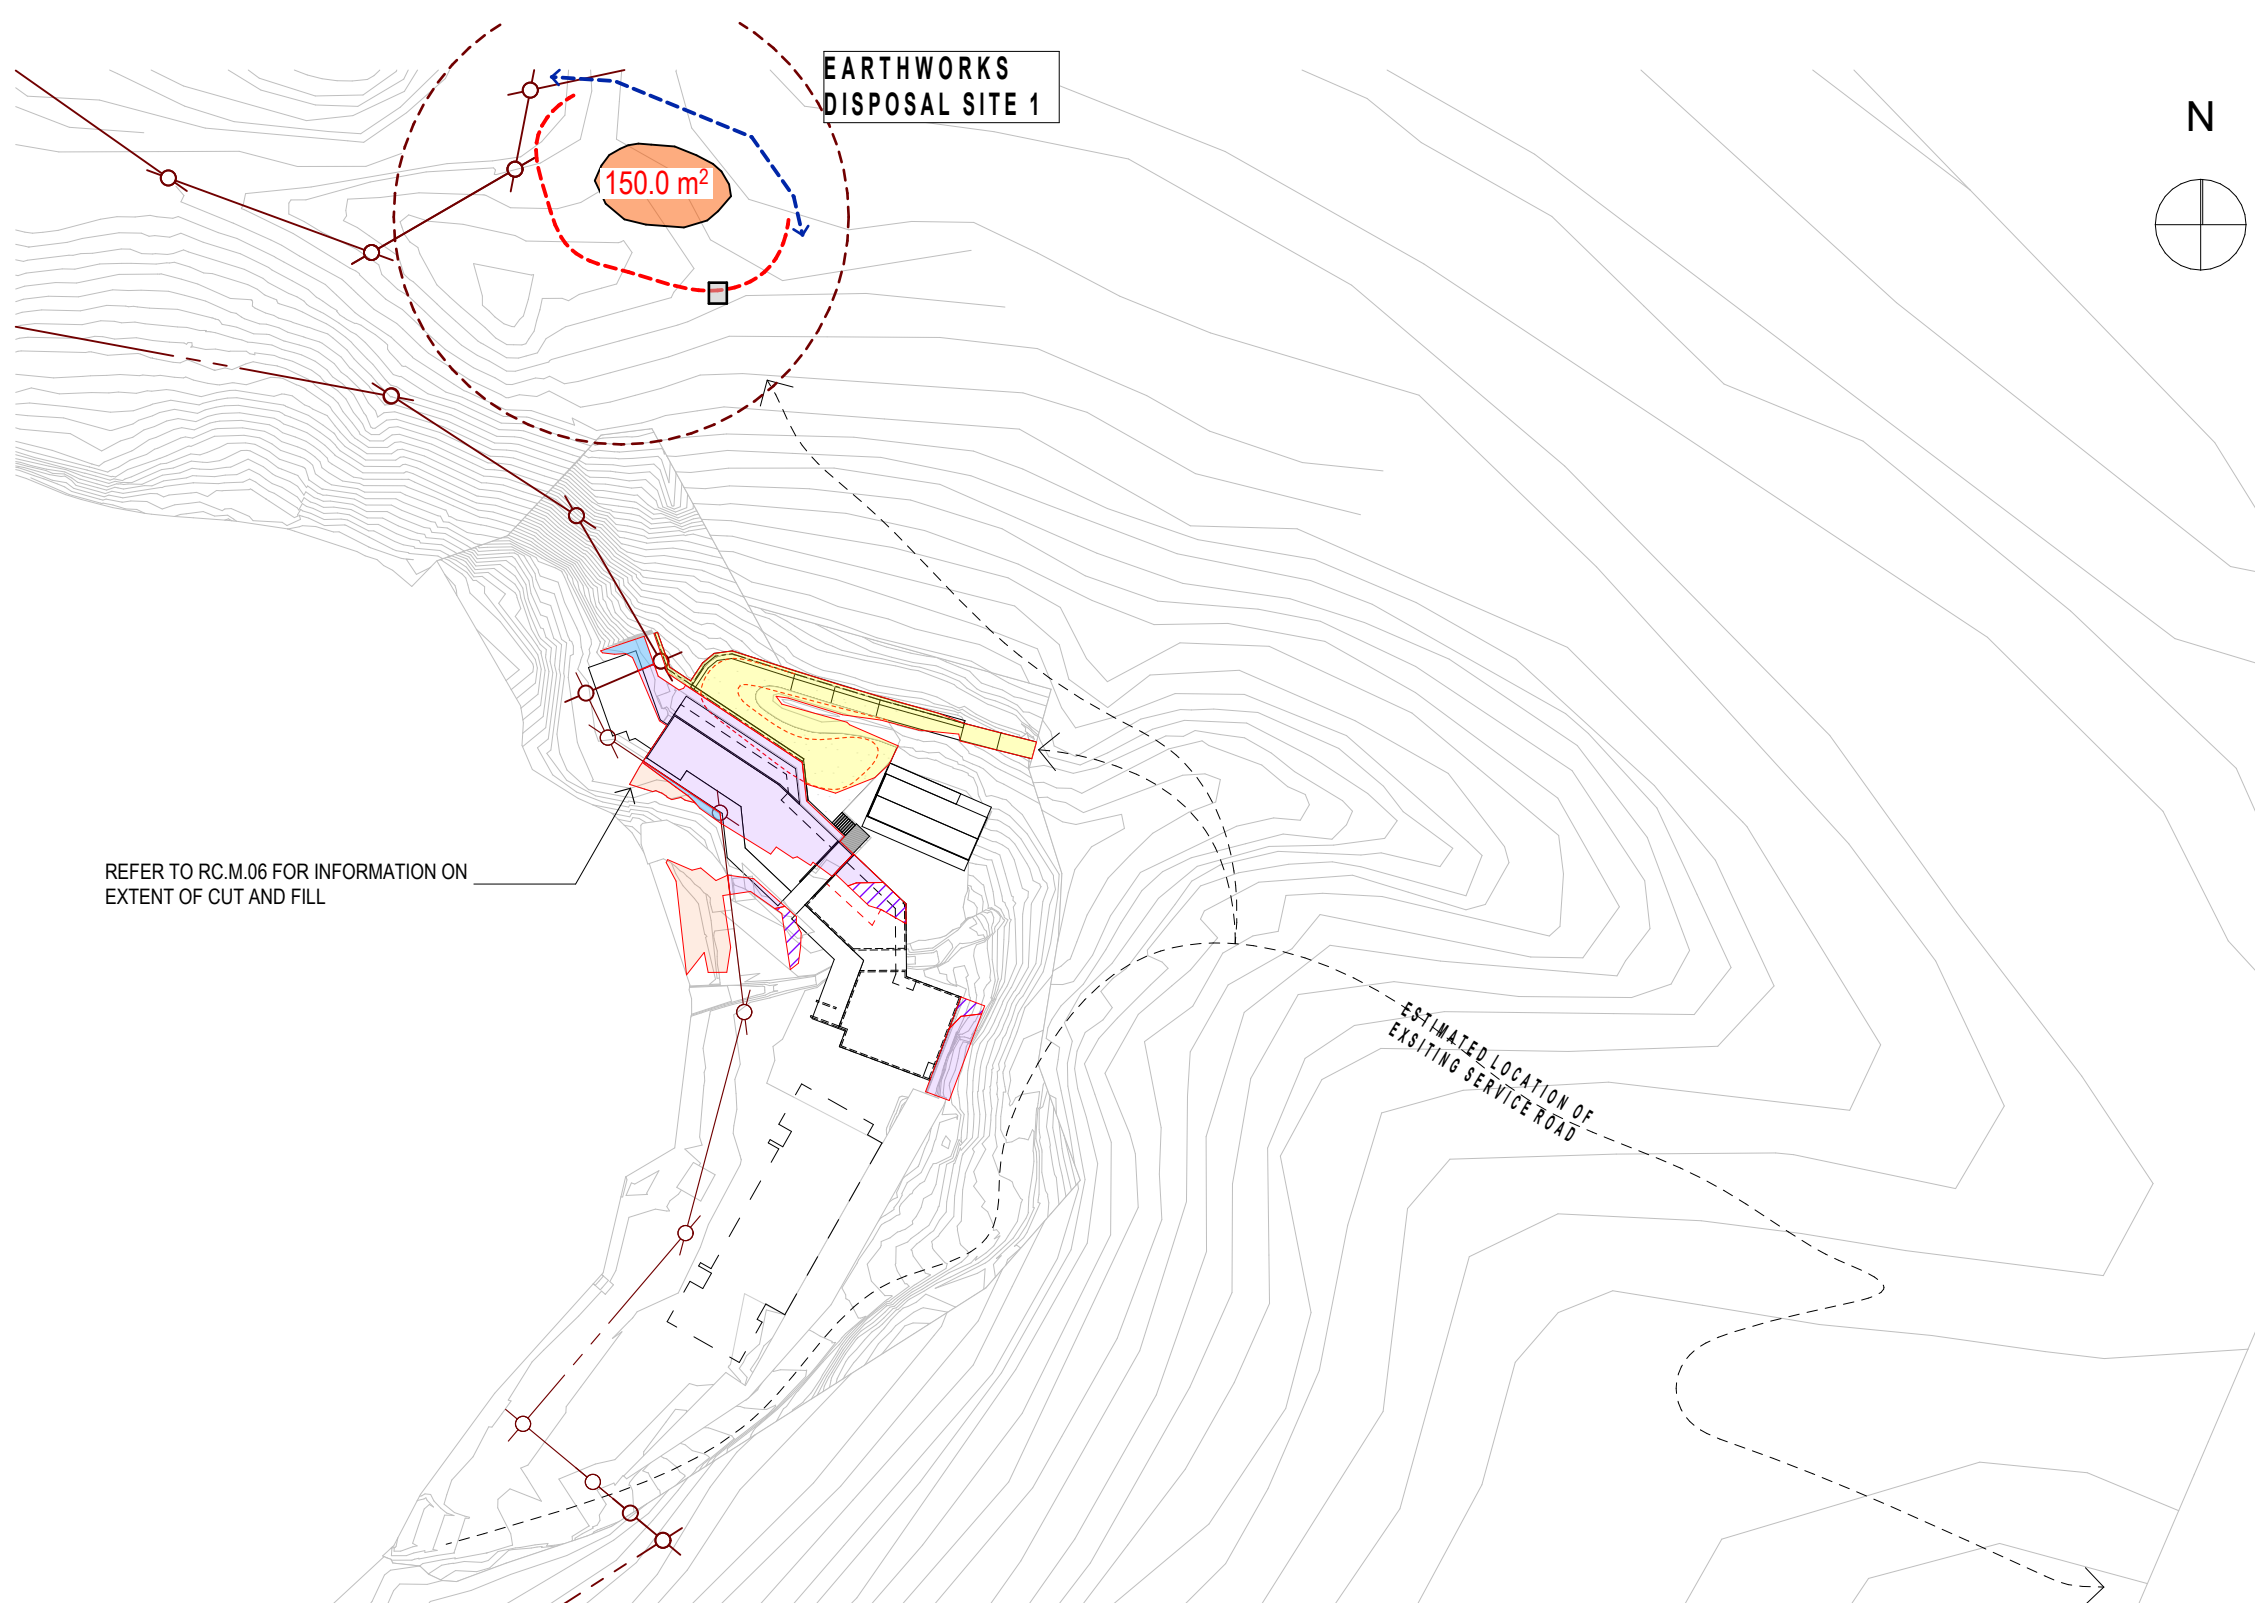 EARTHWORKS
DISPOSAL SITE 1
N
150.0 m²
REFER TO RC.M.06 FOR INFORMATION ON
EXTENT OF CUT AND FILL
ESTIMATED LOCATION OF
EXSITING SERVICE ROAD